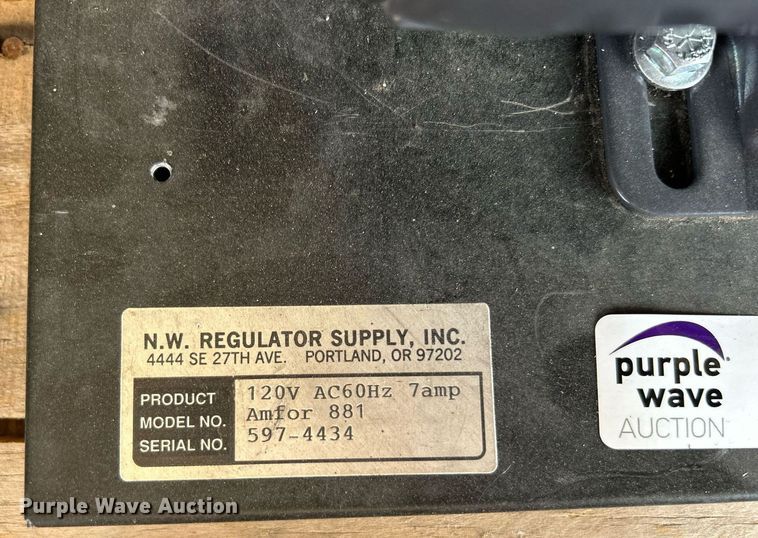 N.W. REGULATOR SUPPLY, INC.
4444 SE 27TH AVE. PORTLAND, OR 97202
PRODUCT 120V AC60Hz 7amp
MODEL NO. Amfor 881
SERIAL NO. 597-4434
purple
wave
AUCTION
Purple Wave Auction